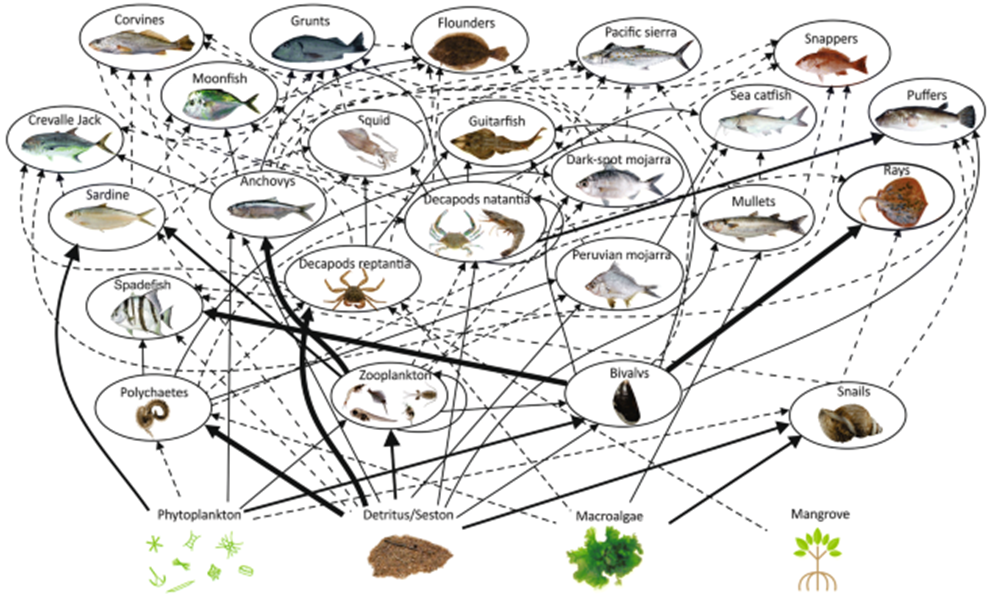 Corvines
Grunts
Flounders
Pacific sierra
Snappers
Moonfish
Sea catfish
Puffers
Crevalle Jack
Squid
Guitarfish
Dark-spot mojarra
Rays
Sardine
Anchovys
Decapods natantia
Mullets
Decapods reptantia
Peruvian mojarra
Spadefish
Zooplankton
Bivalvs
Polychaetes
Snails
Phytoplankton
Detritus/Seston
Macroalgae
Mangrove